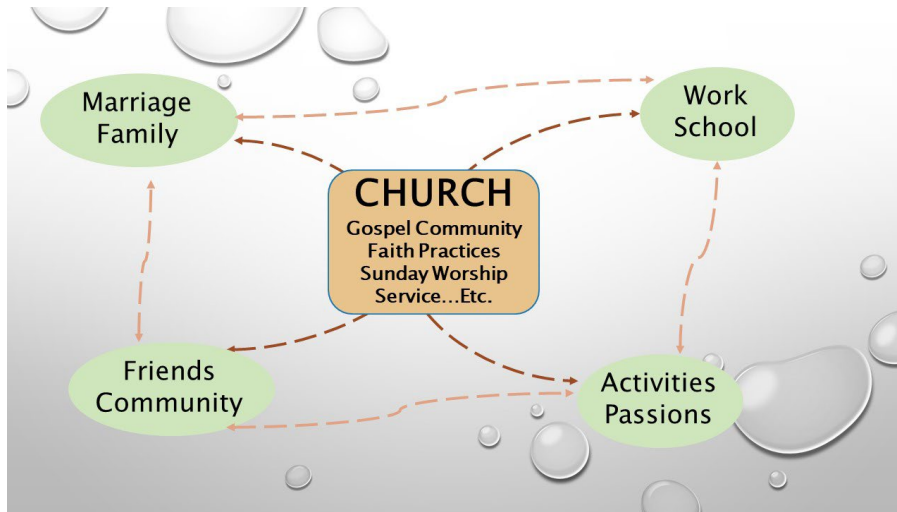 Marriage
Family
Work
School
CHURCH
Gospel Community
Faith Practices
Sunday Worship
Service...Etc.
Friends
Community
Activities
Passions